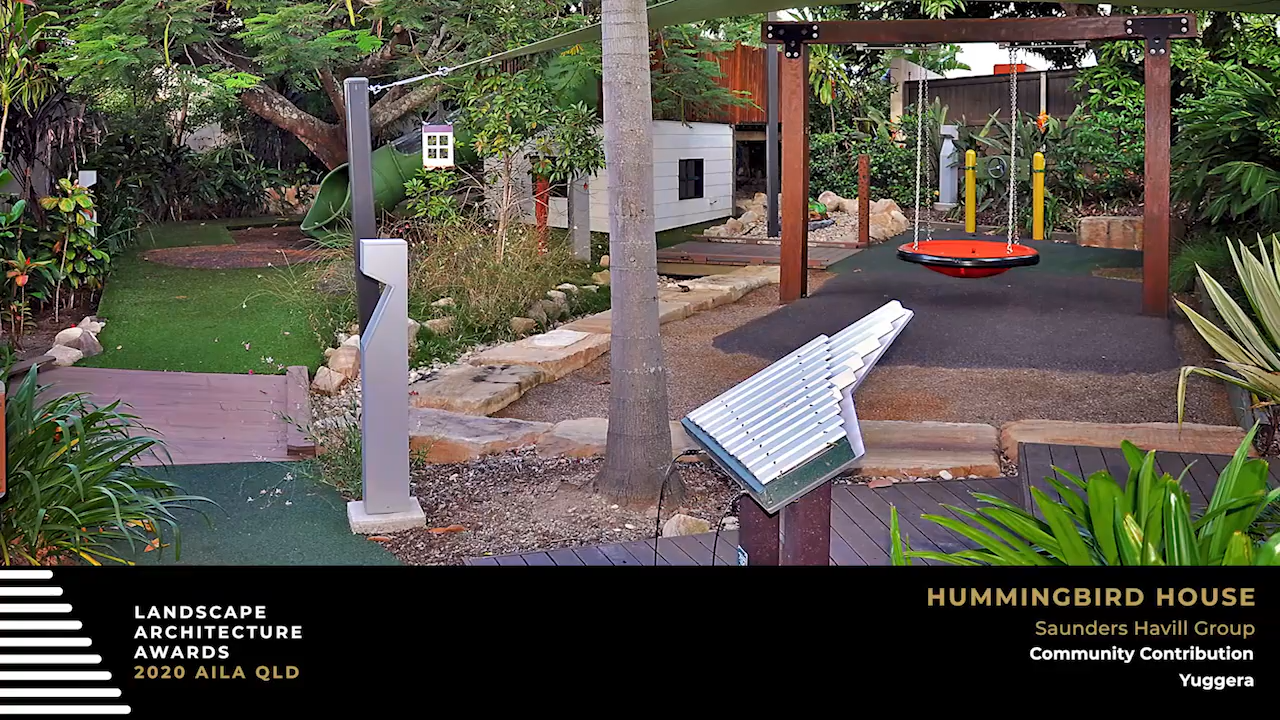 LANDSCAPE
ARCHITECTURE
AWARDS
2020 AILA QLD
HUMMINGBIRD HOUSE
Saunders Havill Group
Community Contribution
Yuggera